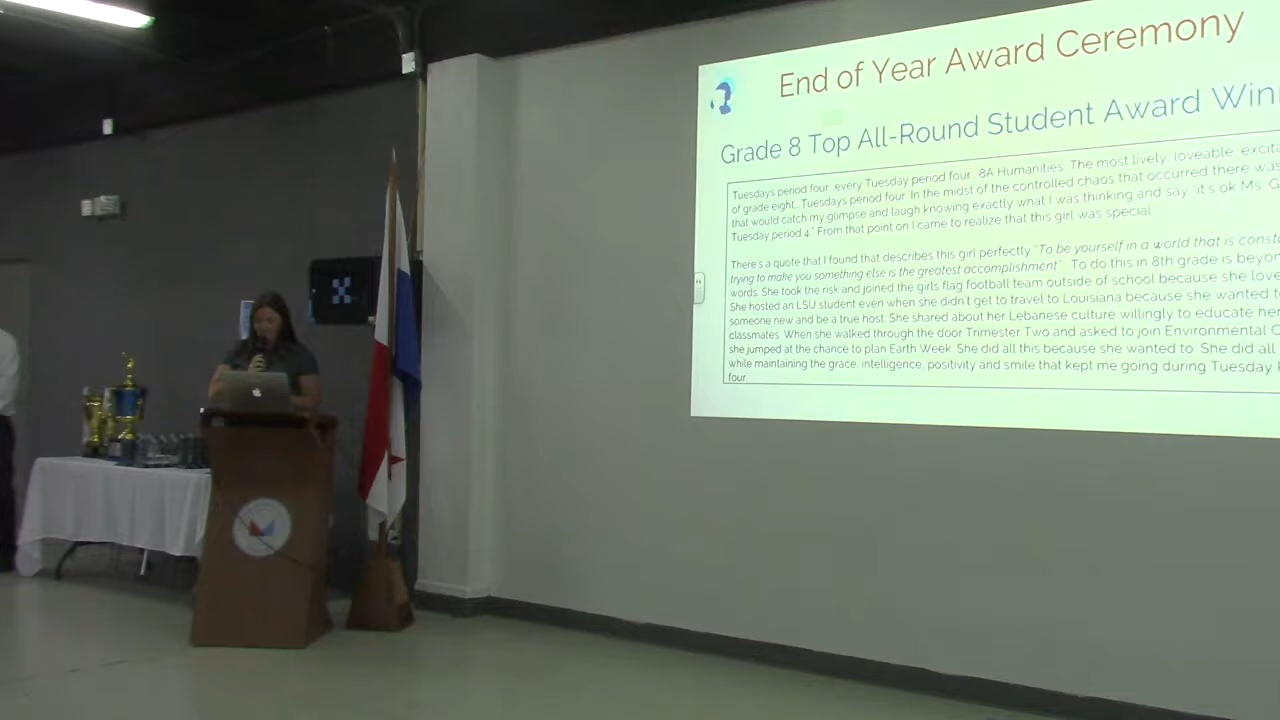 End of Year Award Ceremony
Grade 8 Top All-Round Student Award
Tuesdays period four...every Tuesday period four... 8A Humanities. The most lively, loveable,
of grade eight...Tuesdays period four. In the midst of the controlled chaos that occurred there was
that would catch my glimpse and laugh knowing exactly what I was thinking and say, "it's ok Ms. G
Tuesday period 4." From that point on I came to realize that this girl was special.
There's a quote that I found that describes this girl perfectly "To be yourself in a world that is
trying to make you something else is the greatest accomplishment". To do this in 8th grade is
words. She took the risk and joined the girls flag football team outside of school because she
She hosted an LSU student even when she didn't get to travel to Louisiana because she wanted
someone new and be a true host. She shared about her Lebanese culture willingly to educate her
classmates. When she walked through the door Trimester Two and asked to join Environmental
she jumped at the chance to plan Earth Week. She did all this because she wanted to. She did all
while maintaining the grace, intelligence, positivity and smile that kept me going during Tuesday
four.